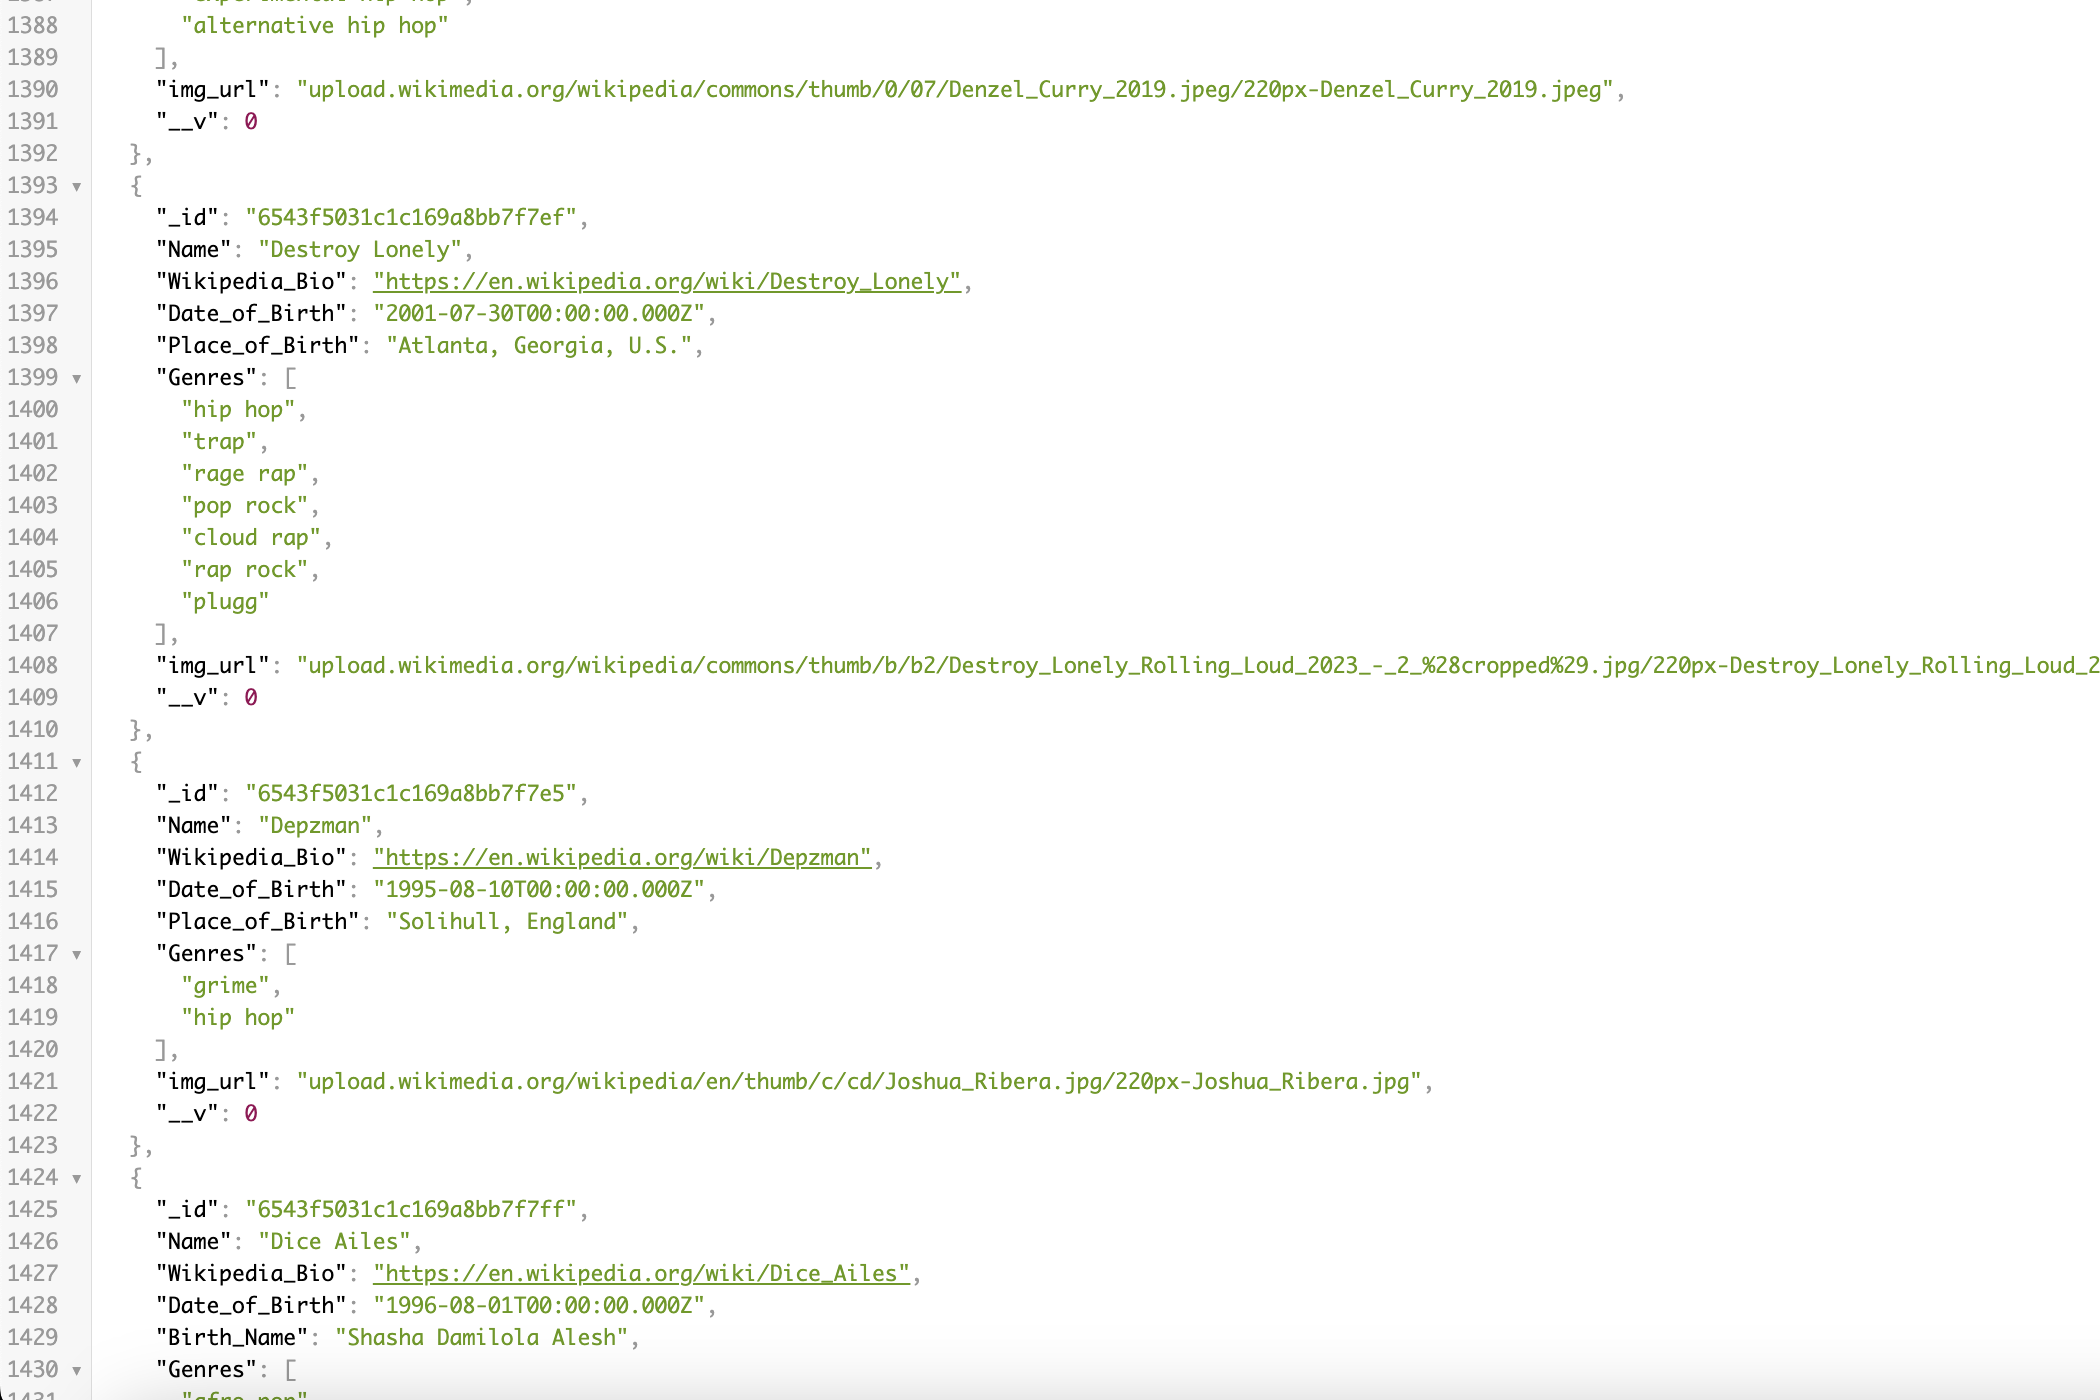 1388 "alternative hip hop"
1389 ],
1390 "img_url": "upload.wikimedia.org/wikipedia/commons/thumb/0/07/Denzel_Curry_2019.jpeg/220px-Denzel_Curry_2019.jpeg",
1391 "__v": 0
1392 },
1393 {
1394 "_id": "6543f5031c1c169a8bb7f7ef",
1395 "Name": "Destroy Lonely",
1396 "Wikipedia_Bio": "https://en.wikipedia.org/wiki/Destroy_Lonely",
1397 "Date_of_Birth": "2001-07-30T00:00:00.000Z",
1398 "Place_of_Birth": "Atlanta, Georgia, U.S.",
1399 "Genres": [
1400 "hip hop",
1401 "trap",
1402 "rage rap",
1403 "pop rock",
1404 "cloud rap",
1405 "rap rock",
1406 "plugg"
1407 ],
1408 "img_url": "upload.wikimedia.org/wikipedia/commons/thumb/b/b2/Destroy_Lonely_Rolling_Loud_2023_-_2_%28cropped%29.jpg/220px-Destroy_Lonely_Rolling_Loud_2
1409 "__v": 0
1410 },
1411 {
1412 "_id": "6543f5031c1c169a8bb7f7e5",
1413 "Name": "Depzman",
1414 "Wikipedia_Bio": "https://en.wikipedia.org/wiki/Depzman",
1415 "Date_of_Birth": "1995-08-10T00:00:00.000Z",
1416 "Place_of_Birth": "Solihull, England",
1417 "Genres": [
1418 "grime",
1419 "hip hop"
1420 ],
1421 "img_url": "upload.wikimedia.org/wikipedia/en/thumb/c/cd/Joshua_Ribera.jpg/220px-Joshua_Ribera.jpg",
1422 "__v": 0
1423 },
1424 {
1425 "_id": "6543f5031c1c169a8bb7f7ff",
1426 "Name": "Dice Ailes",
1427 "Wikipedia_Bio": "https://en.wikipedia.org/wiki/Dice_Ailes",
1428 "Date_of_Birth": "1996-08-01T00:00:00.000Z",
1429 "Birth_Name": "Shasha Damilola Alesh",
1430 "Genres": [